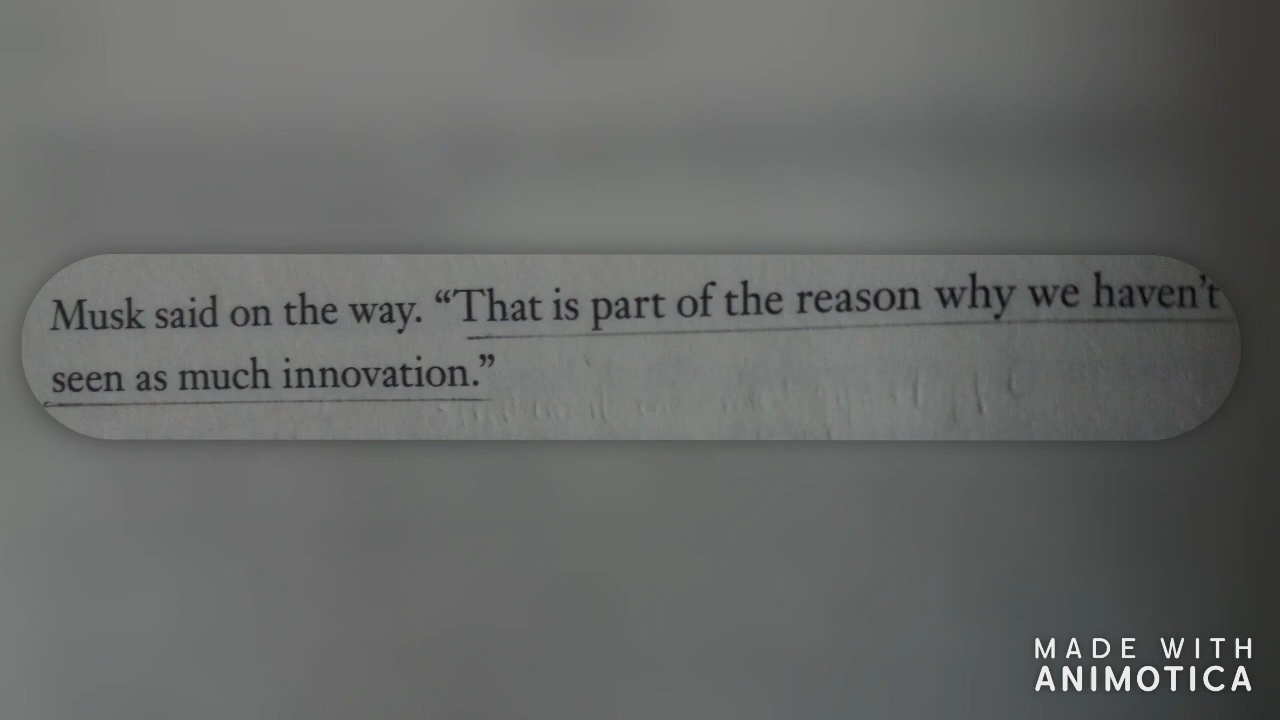 Musk said on the way. “That is part of the reason why we haven’t
seen as much innovation.”
MADE WITH
ANIMOTICA